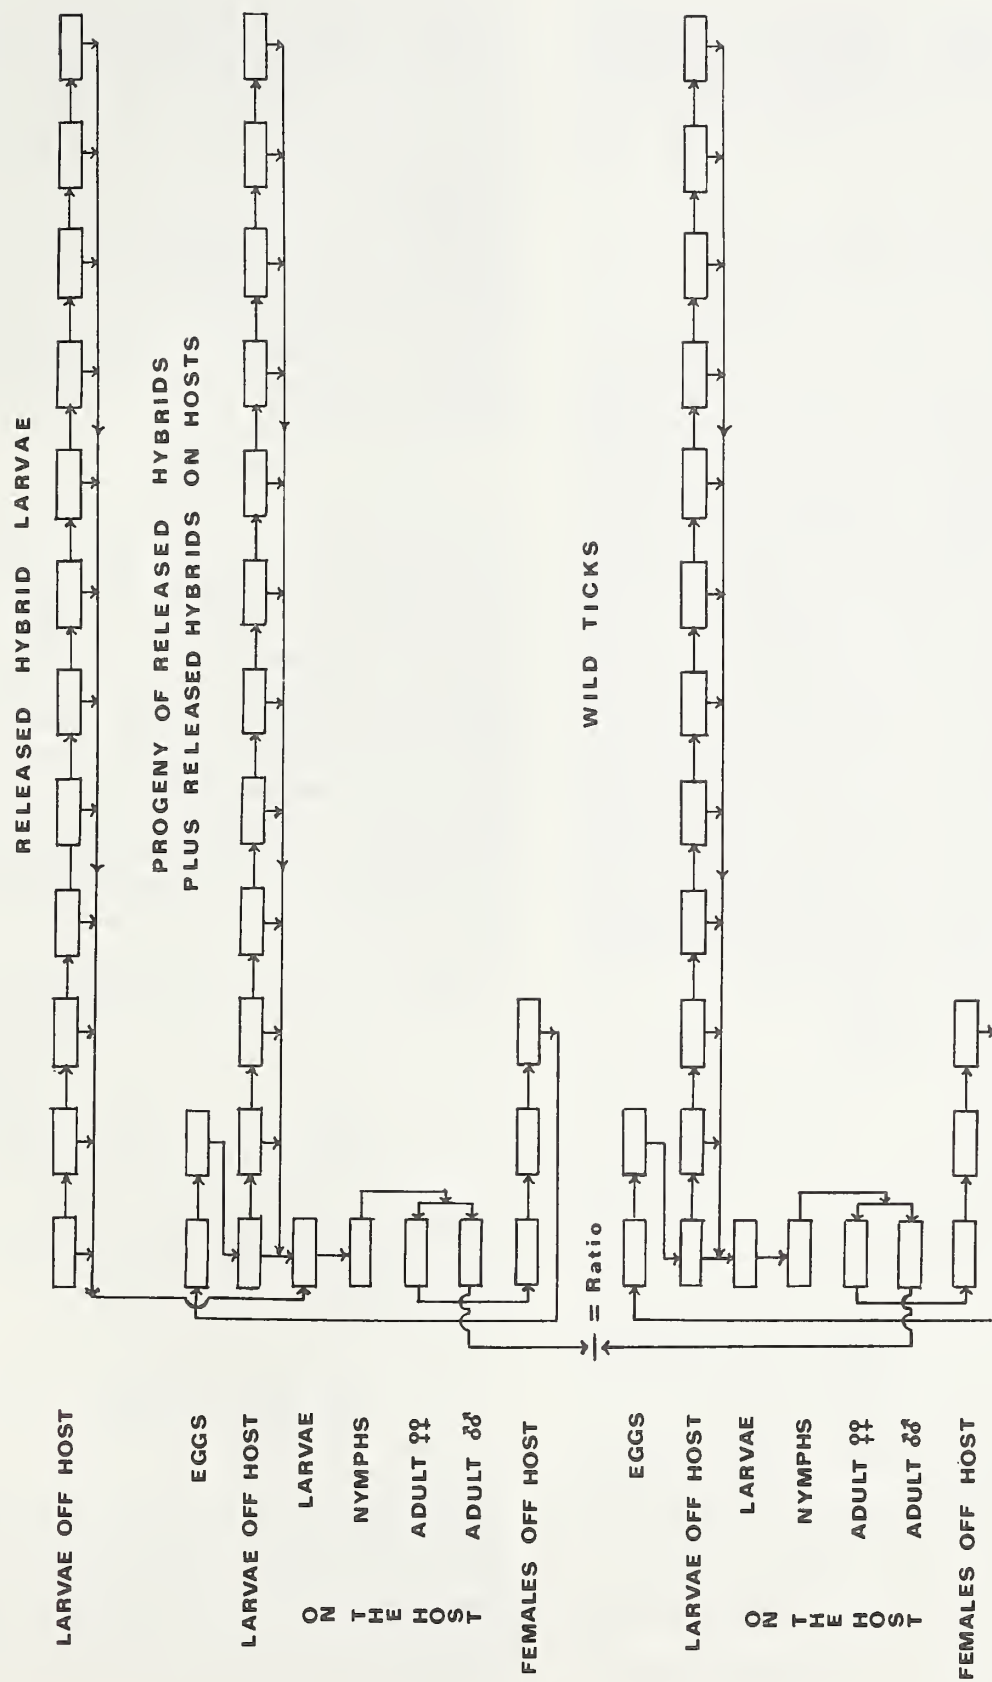 RELEASED HYBRID LARVAE
LARVAE OFF HOST
PROGENY OF RELEASED HYBRIDS
PLUS RELEASED HYBRIDS ON HOSTS
EGGS
LARVAE OFF HOST
ON THE HOST
LARVAE
NYMPHS
ADULT ♀♀
ADULT ♂♂
FEMALES OFF HOST
= Ratio
WILD TICKS
EGGS
LARVAE OFF HOST
ON THE HOST
LARVAE
NYMPHS
ADULT ♀♀
ADULT ♂♂
FEMALES OFF HOST